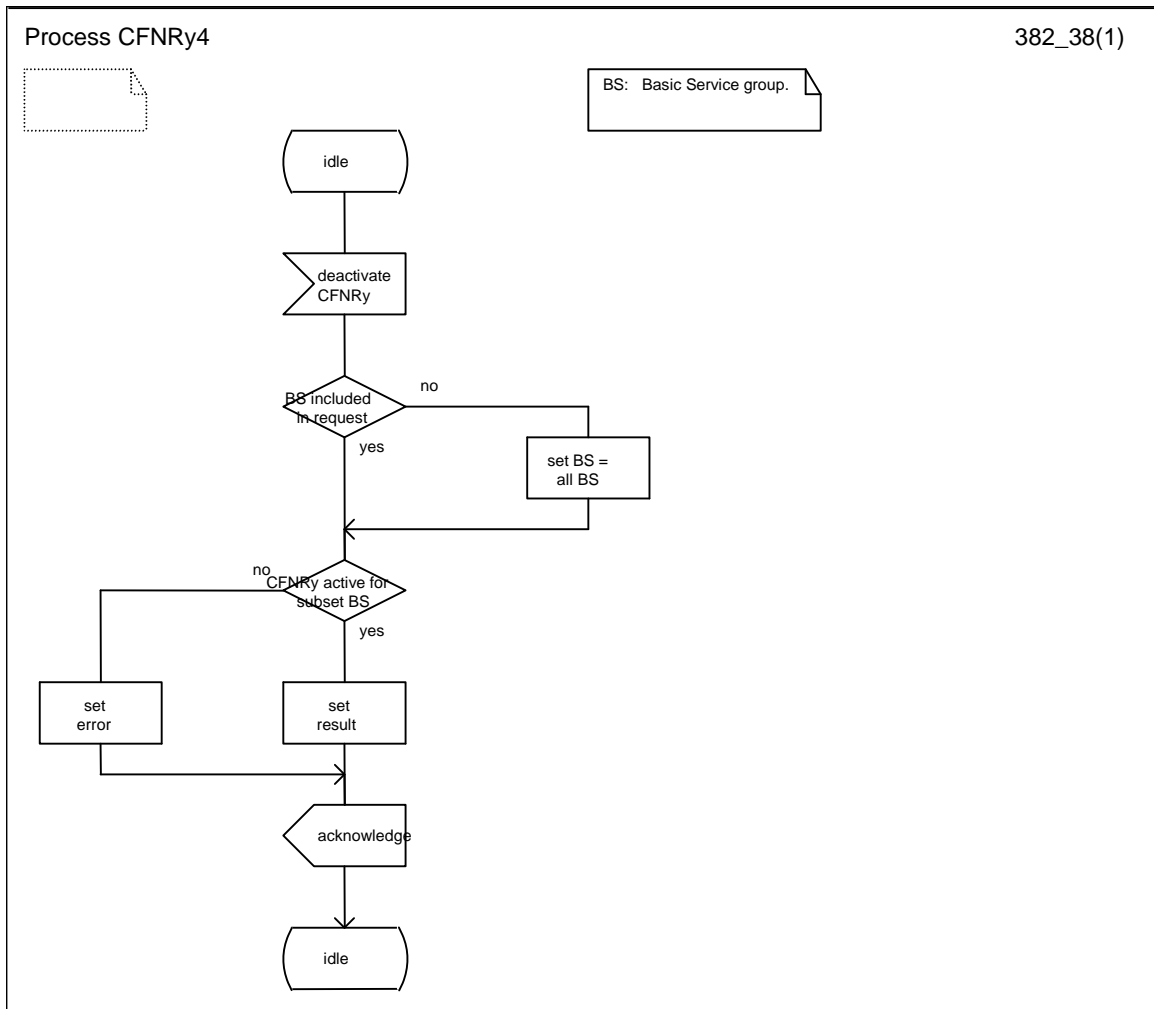 Process CFNRy4
382_38(1)
BS: Basic Service group.
idle
deactivate
CFNRy
BS included
in request
no
yes
set BS =
all BS
no
CFNRy active for
subset BS
yes
set
error
set
result
acknowledge
idle